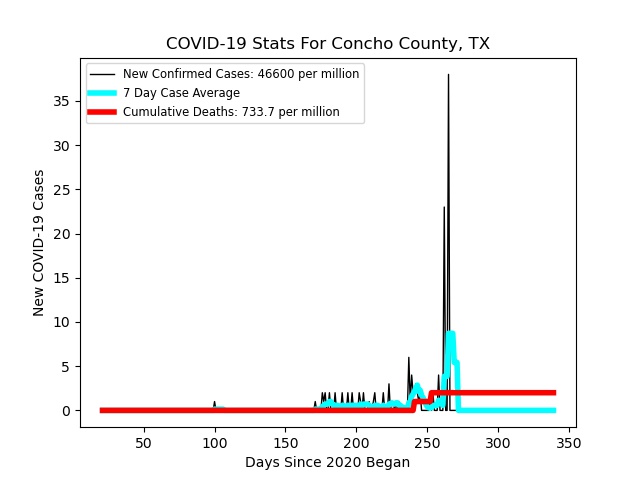 COVID-19 Stats For Concho County, TX
New Confirmed Cases: 46600 per million
7 Day Case Average
Cumulative Deaths: 733.7 per million
New COVID-19 Cases
35
30
25
20
15
10
5
0
50 100 150 200 250 300 350
Days Since 2020 Began